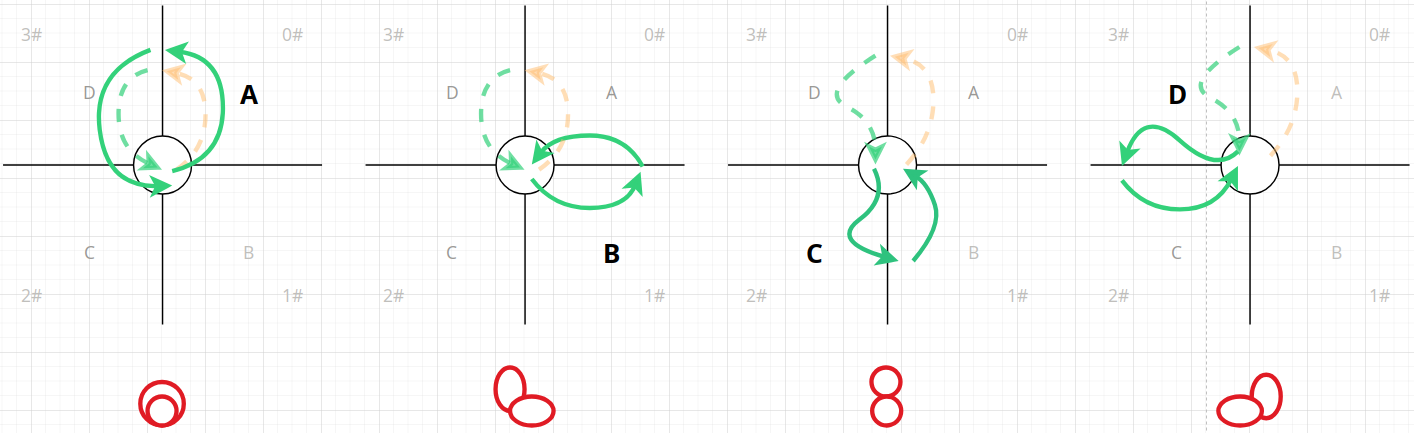 3# 0# 3# 0# 3# 0# 3# 0#
D A D A D A D A
C B C B C B C B
2# 1# 2# 1# 2# 1# 2# 1#